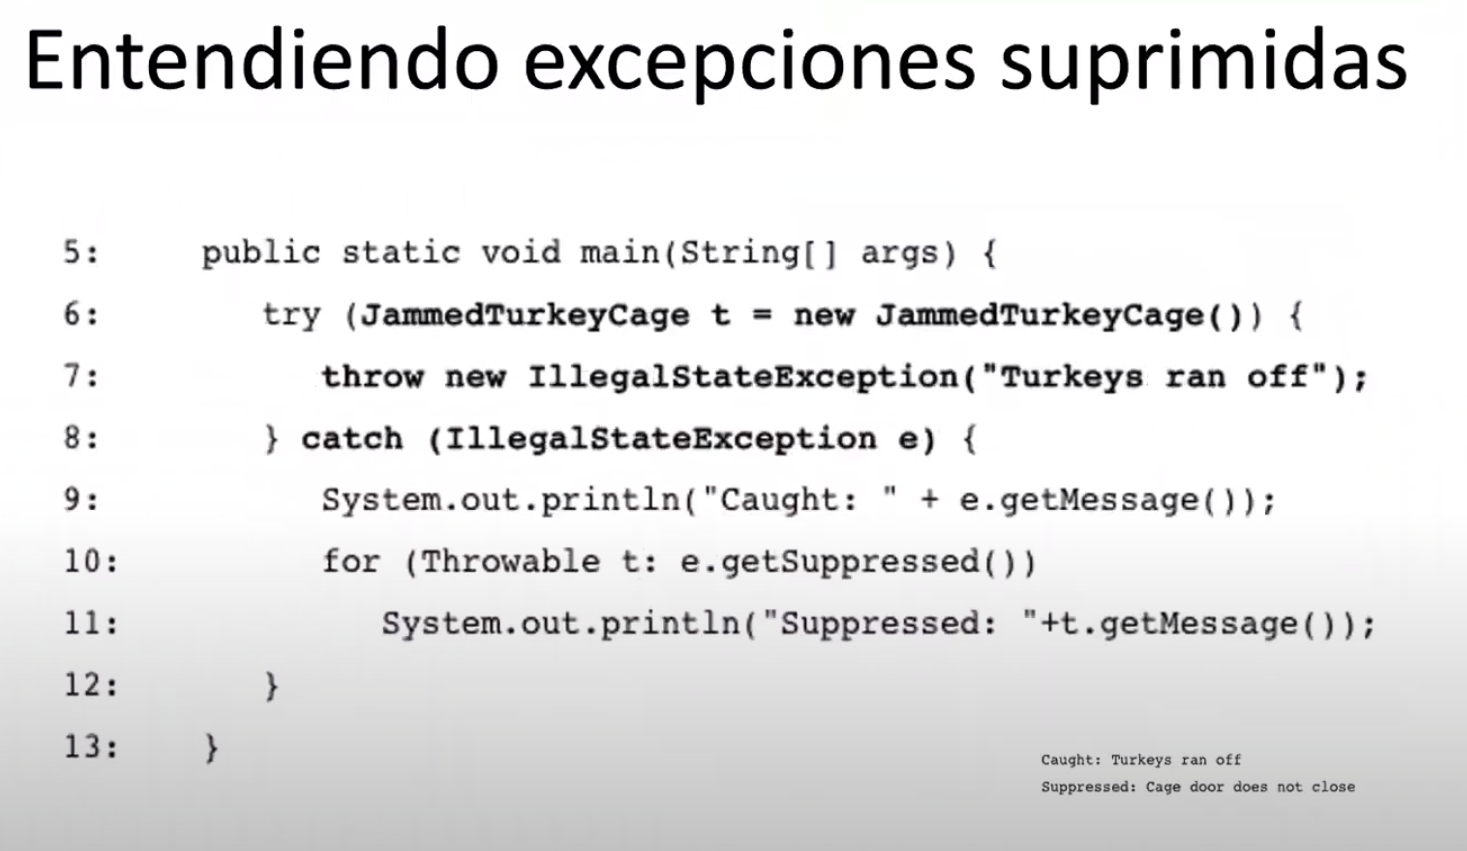 Entendiendo excepciones suprimidas
5: public static void main(String[] args) {
6: try (JammedTurkeyCage t = new JammedTurkeyCage()) {
7: throw new IllegalStateException("Turkeys ran off");
8: } catch (IllegalStateException e) {
9: System.out.println("Caught: " + e.getMessage());
10: for (Throwable t: e.getSuppressed())
11: System.out.println("Suppressed: "+t.getMessage());
12: }
13: }
Caught: Turkeys ran off
Suppressed: Cage door does not close